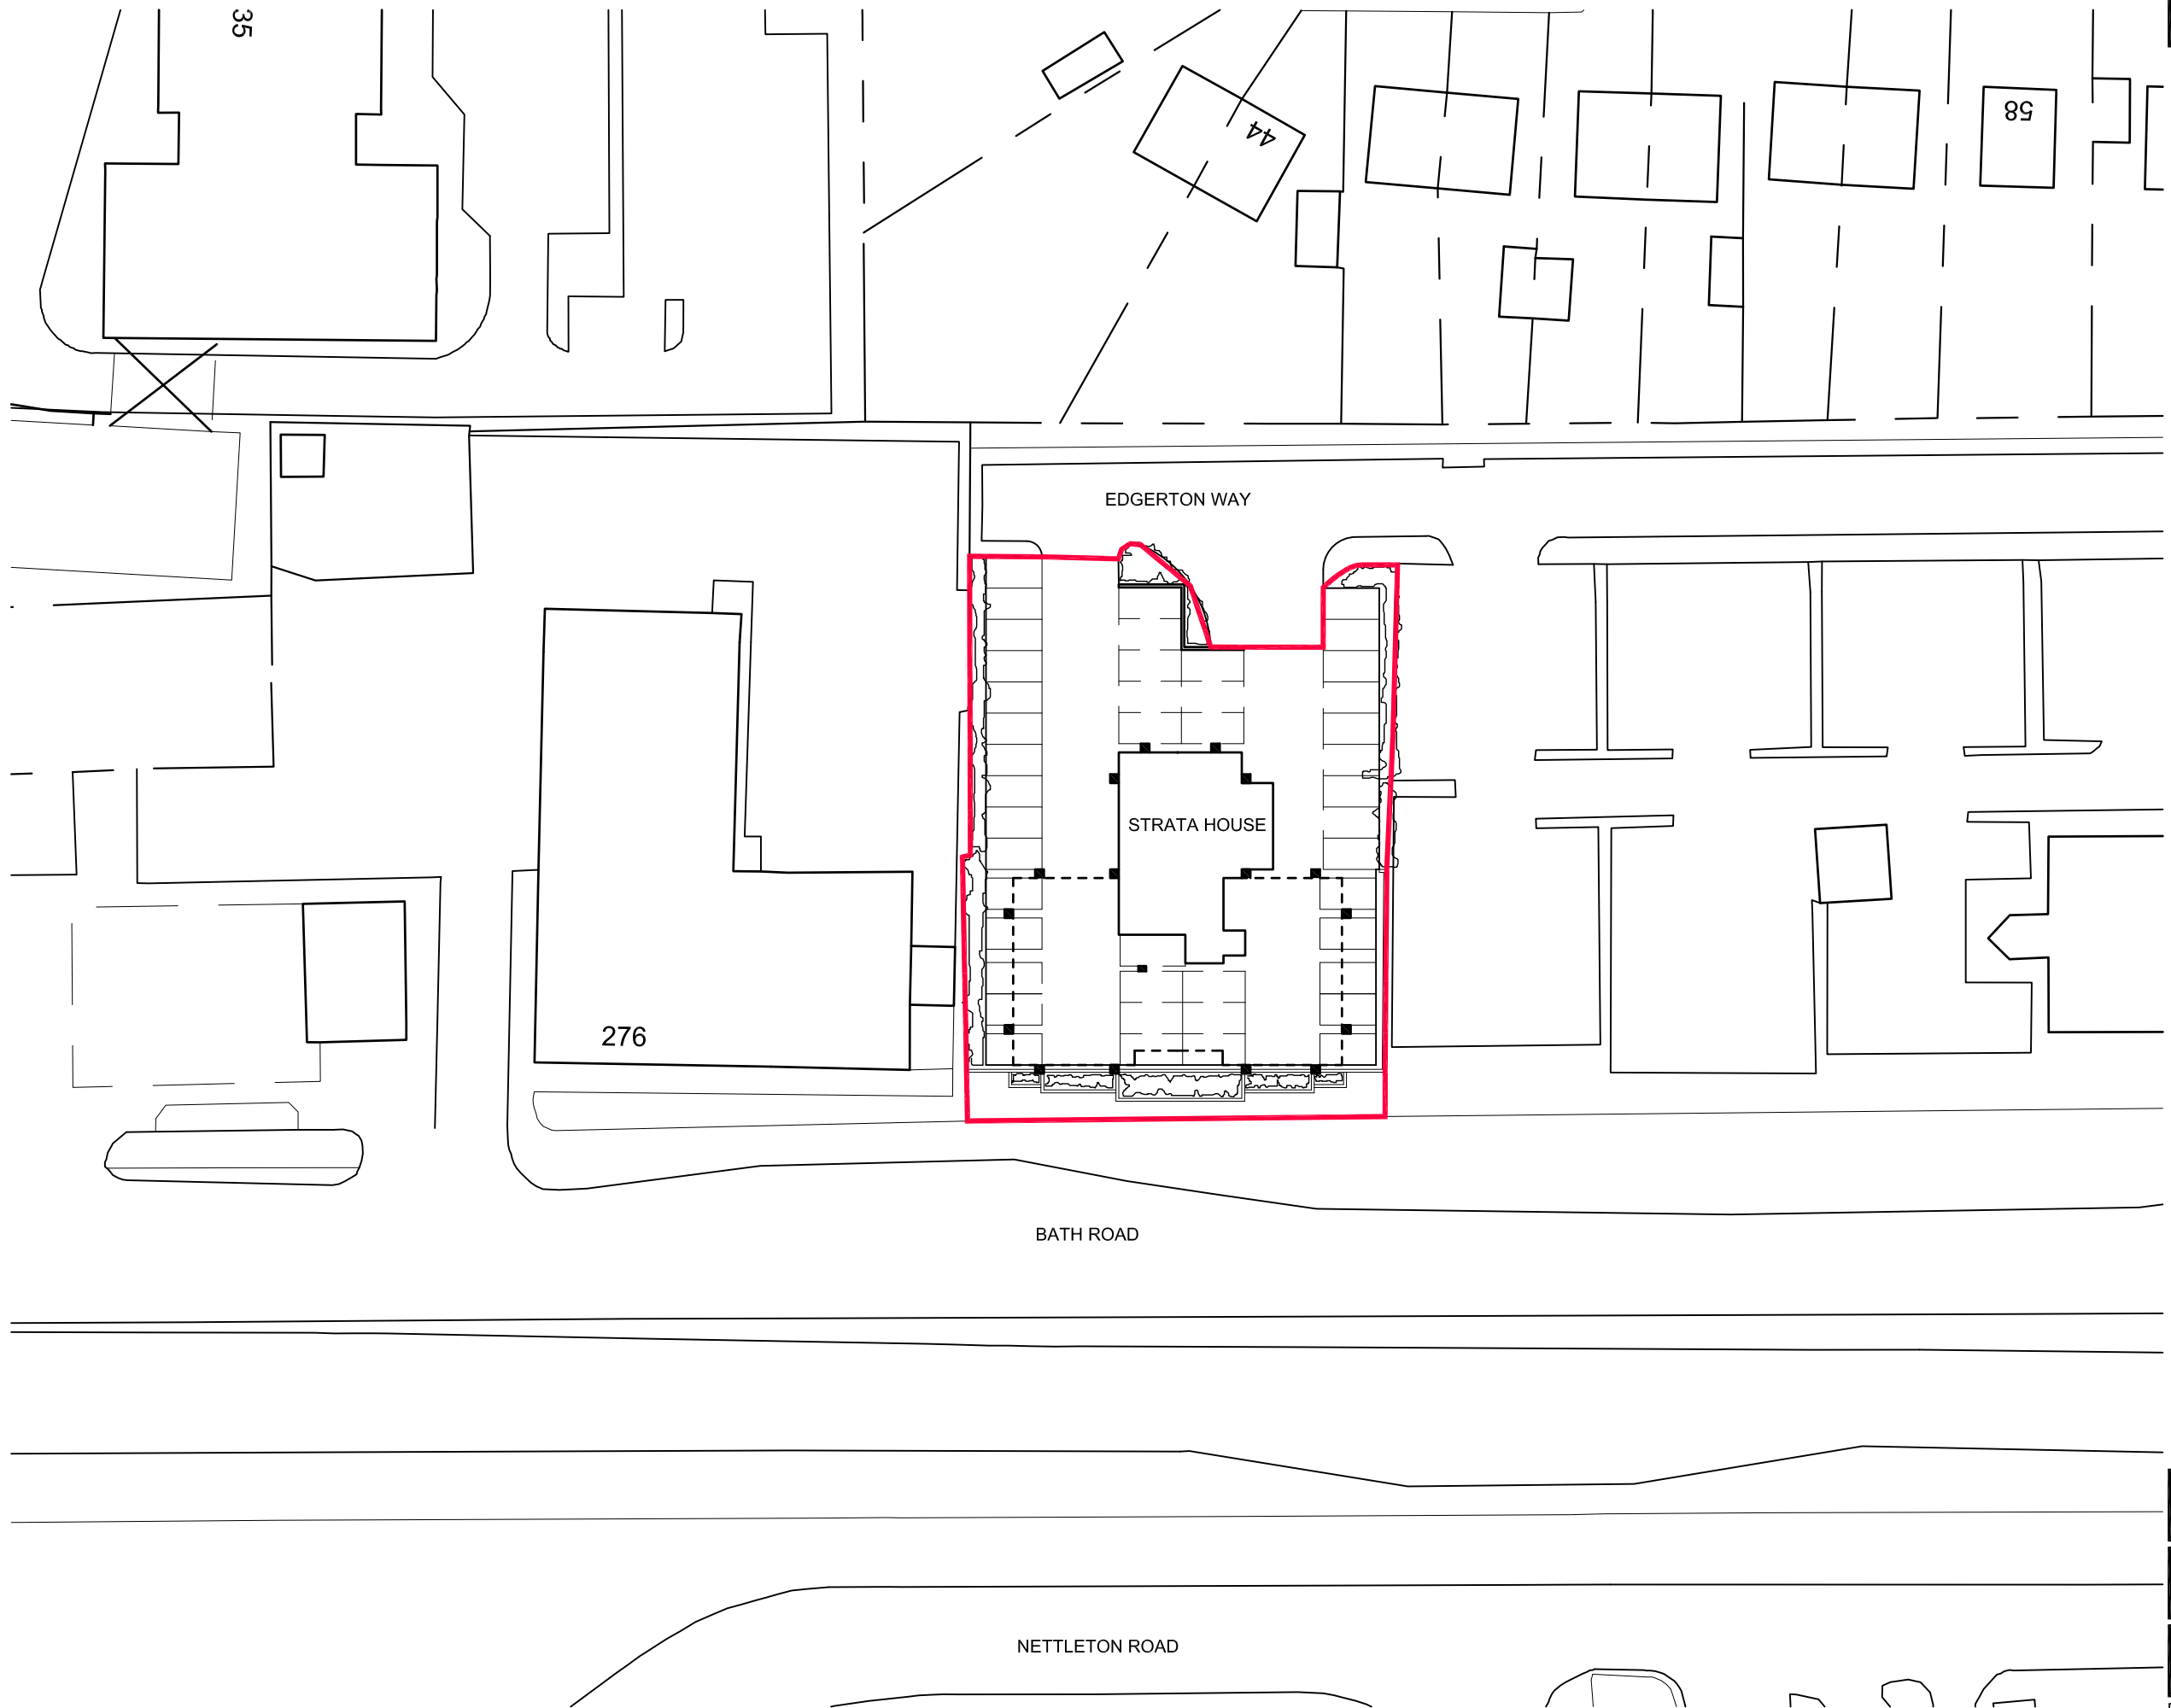 35
44
58
EDGERTON WAY
STRATA HOUSE
276
BATH ROAD
NETTLETON ROAD